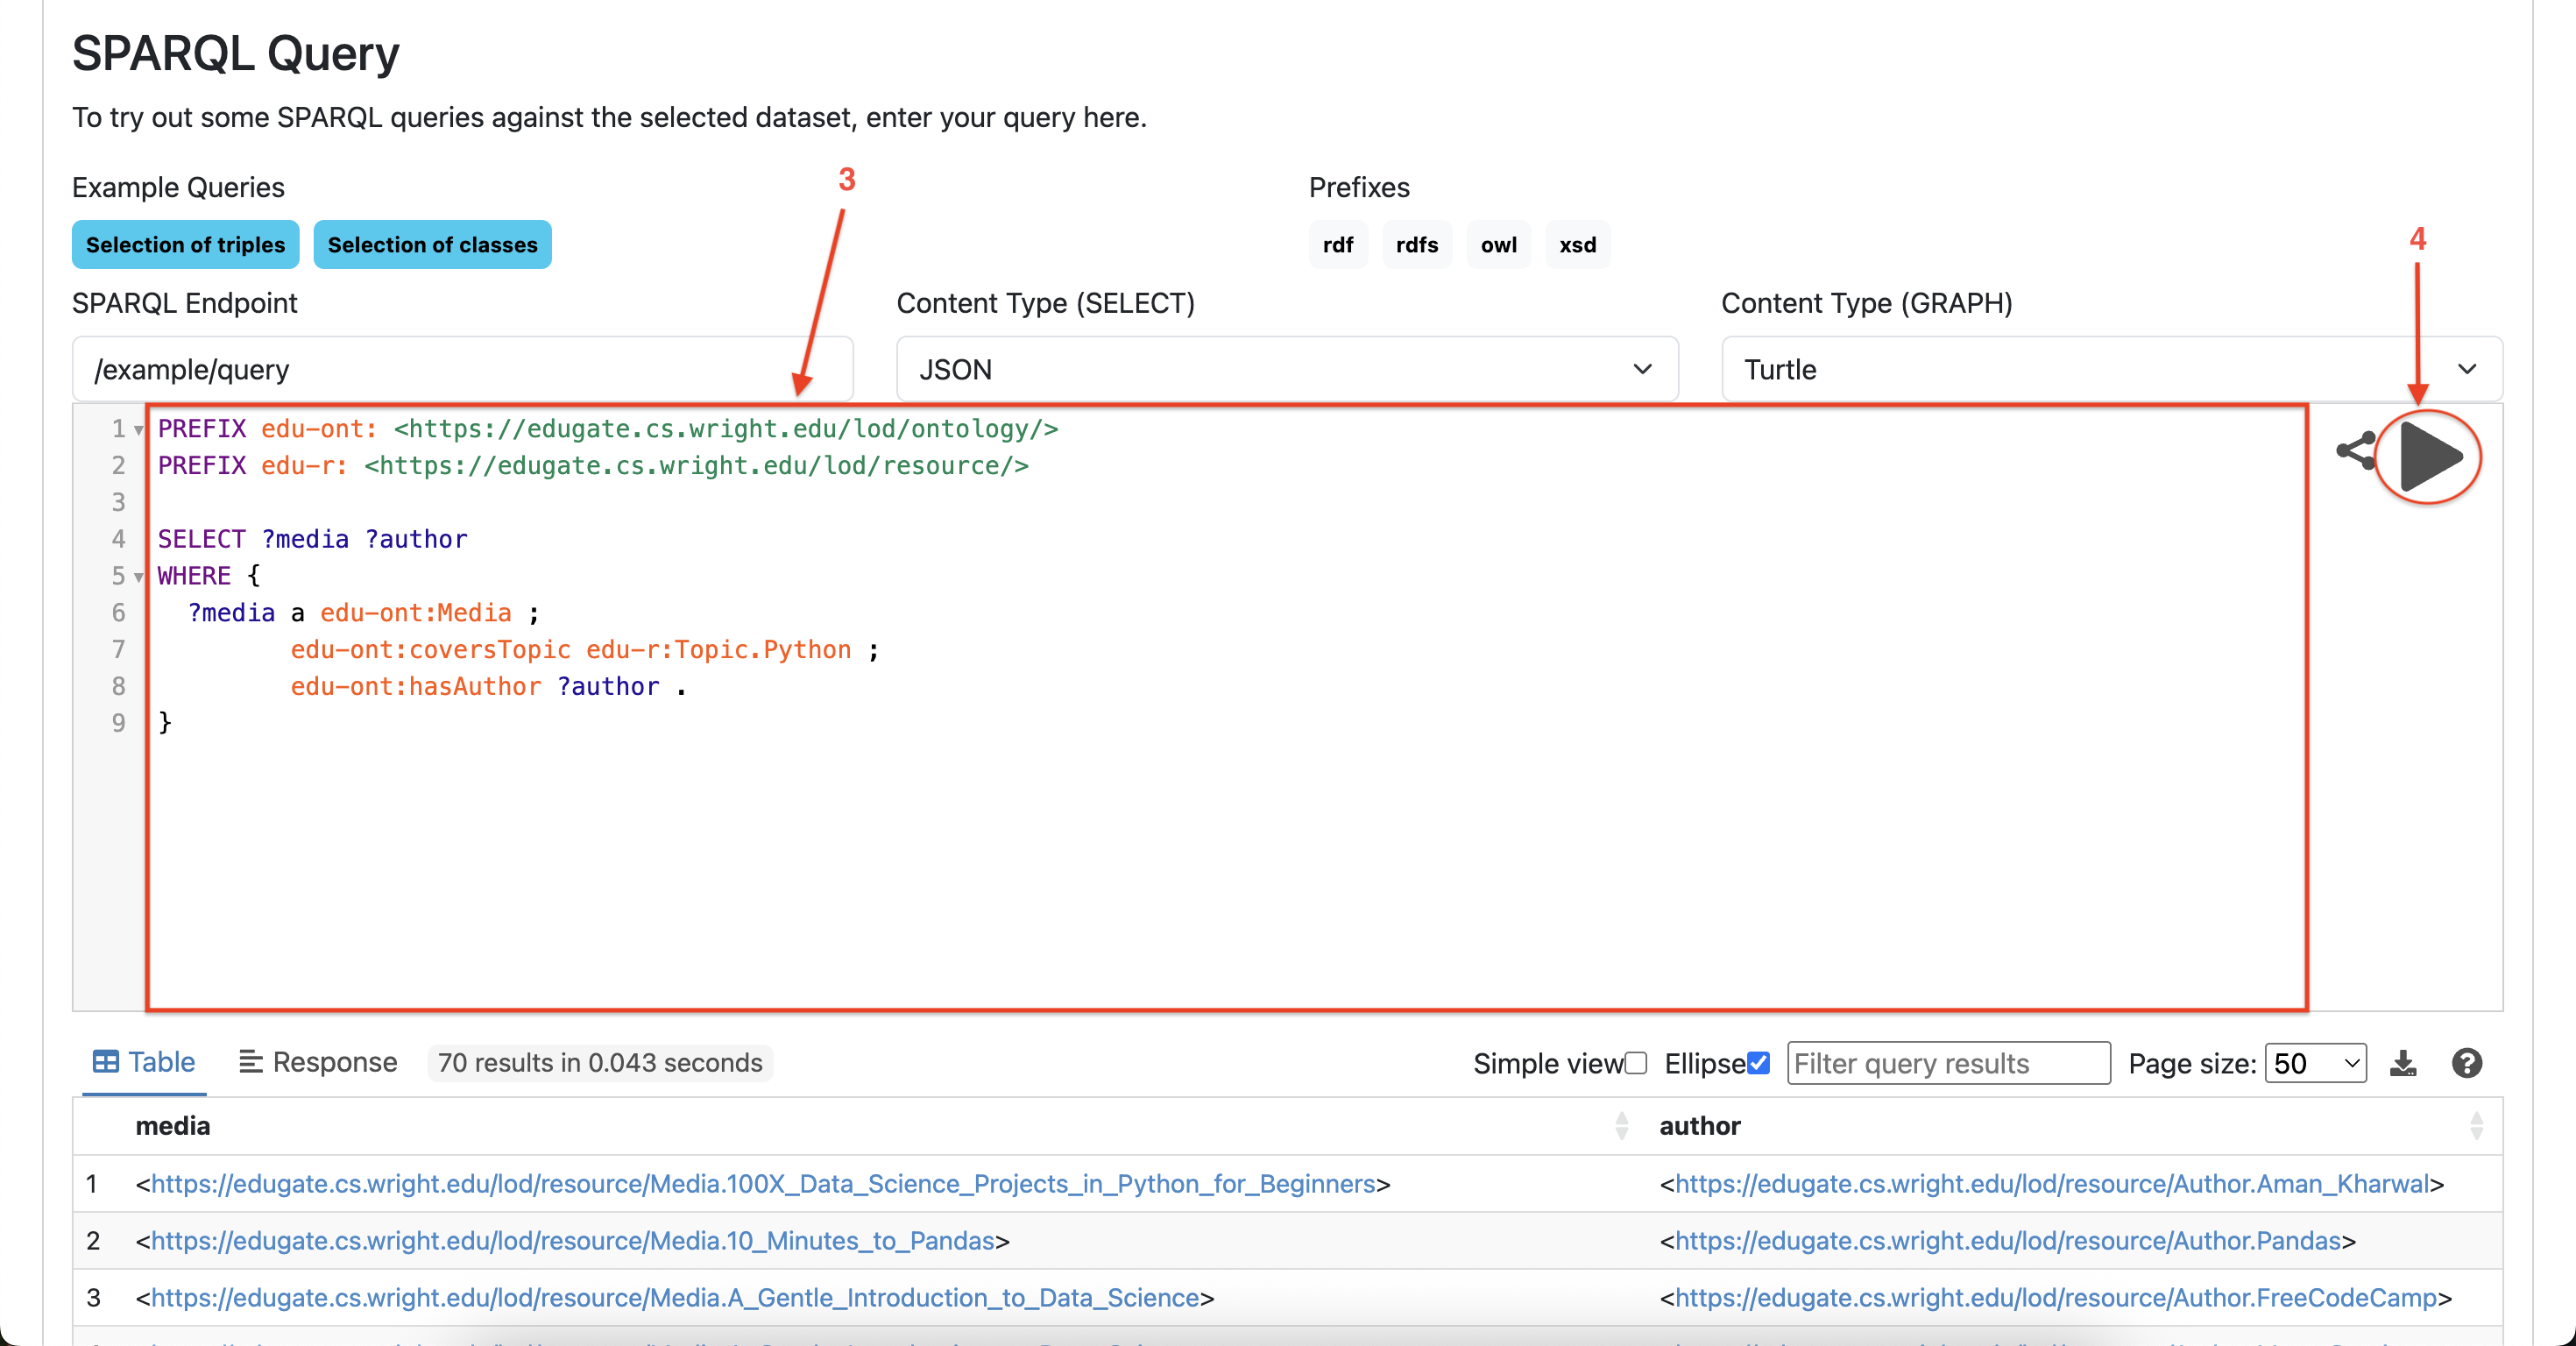 SPARQL Query
To try out some SPARQL queries against the selected dataset, enter your query here.
3
Example Queries
Prefixes
Selection of triples Selection of classes
rdf rdfs owl xsd
4
SPARQL Endpoint
Content Type (SELECT)
Content Type (GRAPH)
/example/query
JSON
Turtle
1 PREFIX edu-ont: <https://edugate.cs.wright.edu/lod/ontology/>
2 PREFIX edu-r: <https://edugate.cs.wright.edu/lod/resource/>
3
4 SELECT ?media ?author
5 WHERE {
6 ?media a edu-ont:Media ;
7 edu-ont:coversTopic edu-r:Topic.Python ;
8 edu-ont:hasAuthor ?author .
9 }
Table Response 70 results in 0.043 seconds Simple view Ellipse Filter query results Page size: 50
media author
1 <https://edugate.cs.wright.edu/lod/resource/Media.100X_Data_Science_Projects_in_Python_for_Beginners> <https://edugate.cs.wright.edu/lod/resource/Author.Aman_Kharwal>
2 <https://edugate.cs.wright.edu/lod/resource/Media.10_Minutes_to_Pandas> <https://edugate.cs.wright.edu/lod/resource/Author.Pandas>
3 <https://edugate.cs.wright.edu/lod/resource/Media.A_Gentle_Introduction_to_Data_Science> <https://edugate.cs.wright.edu/lod/resource/Author.FreeCodeCamp>